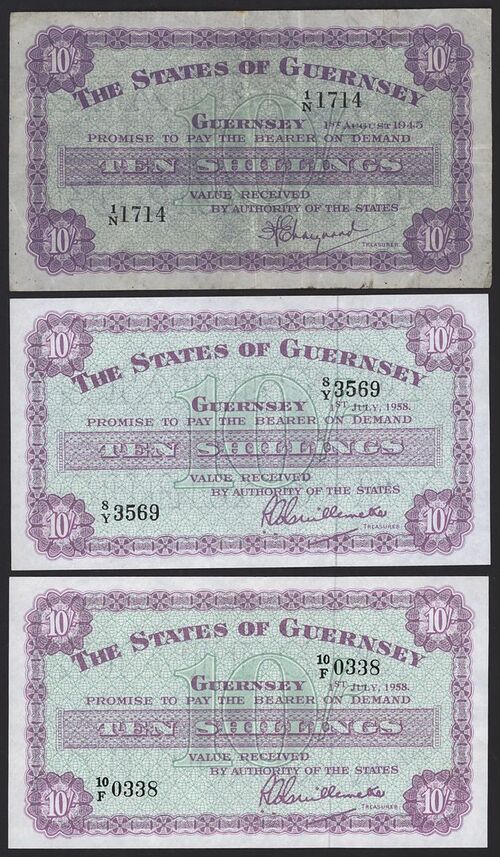 10/- 10/-
THE STATES OF GUERNSEY
10
1/N 1714
GUERNSEY 1ST AUGUST 1945
PROMISE TO PAY THE BEARER ON DEMAND
TEN SHILLINGS
VALUE RECEIVED
1/N 1714
BY AUTHORITY OF THE STATES
TREASURER.
10/- 10/-
10/- 10/-
THE STATES OF GUERNSEY
10
8/Y 3569
GUERNSEY 1ST JULY, 1958.
PROMISE TO PAY THE BEARER ON DEMAND
TEN SHILLINGS
VALUE RECEIVED
BY AUTHORITY OF THE STATES
8/Y 3569
TREASURER.
10/- 10/-
10/- 10/-
THE STATES OF GUERNSEY
10
10/F 0338
GUERNSEY 1ST JULY, 1958.
PROMISE TO PAY THE BEARER ON DEMAND
TEN SHILLINGS
VALUE RECEIVED
BY AUTHORITY OF THE STATES
10/F 0338
TREASURER.
10/- 10/-